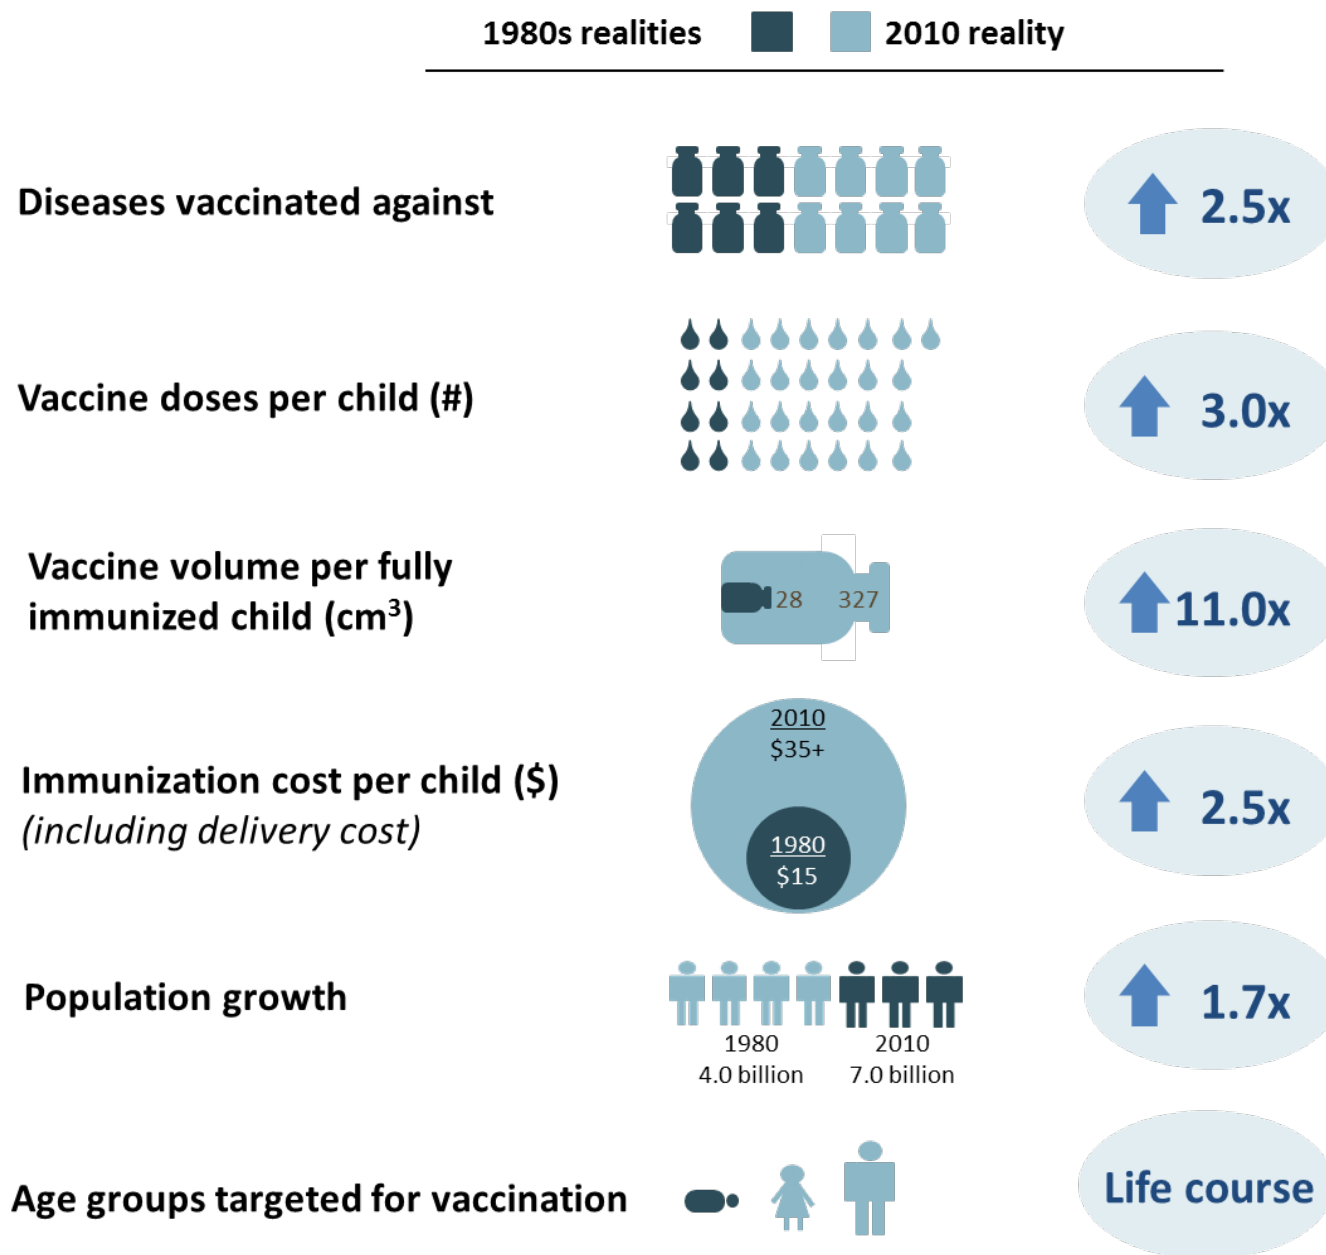 1980s realities 2010 reality
Diseases vaccinated against
2.5x
Vaccine doses per child (#)
3.0x
Vaccine volume per fully
immunized child (cm³)
28 327
11.0x
Immunization cost per child ($)
(including delivery cost)
2010
$35+
1980
$15
2.5x
Population growth
1980 2010
4.0 billion 7.0 billion
1.7x
Age groups targeted for vaccination
Life course